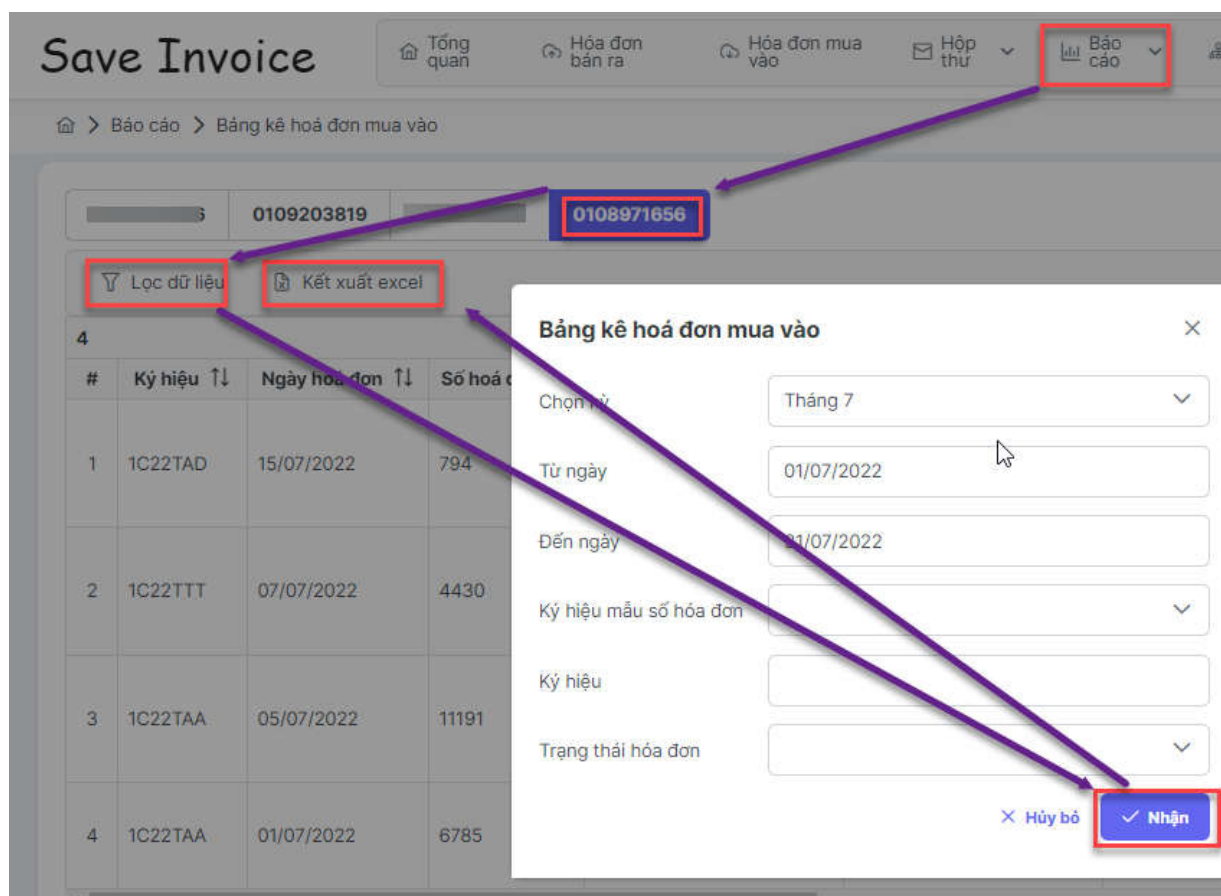 Save Invoice
Tổng quan
Hóa đơn bán ra
Hóa đơn mua vào
Hộp thư
Báo cáo
Báo cáo > Bảng kê hoá đơn mua vào
0109203819
0108971656
Lọc dữ liệu
Kết xuất excel
4
# Ký hiệu Ngày hoá đơn Số hoá
1 1C22TAD 15/07/2022 794
2 1C22TTT 07/07/2022 4430
3 1C22TAA 05/07/2022 11191
4 1C22TAA 01/07/2022 6785
Bảng kê hoá đơn mua vào
Chọn kỳ Tháng 7
Từ ngày 01/07/2022
Đến ngày
Ký hiệu mẫu số hóa đơn
Ký hiệu
Trạng thái hóa đơn
Hủy bỏ
Nhận